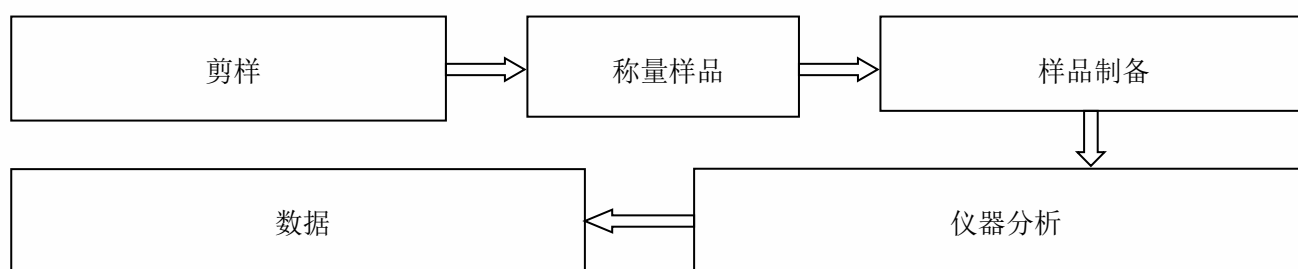 剪样
称量样品
样品制备
仪器分析
数据